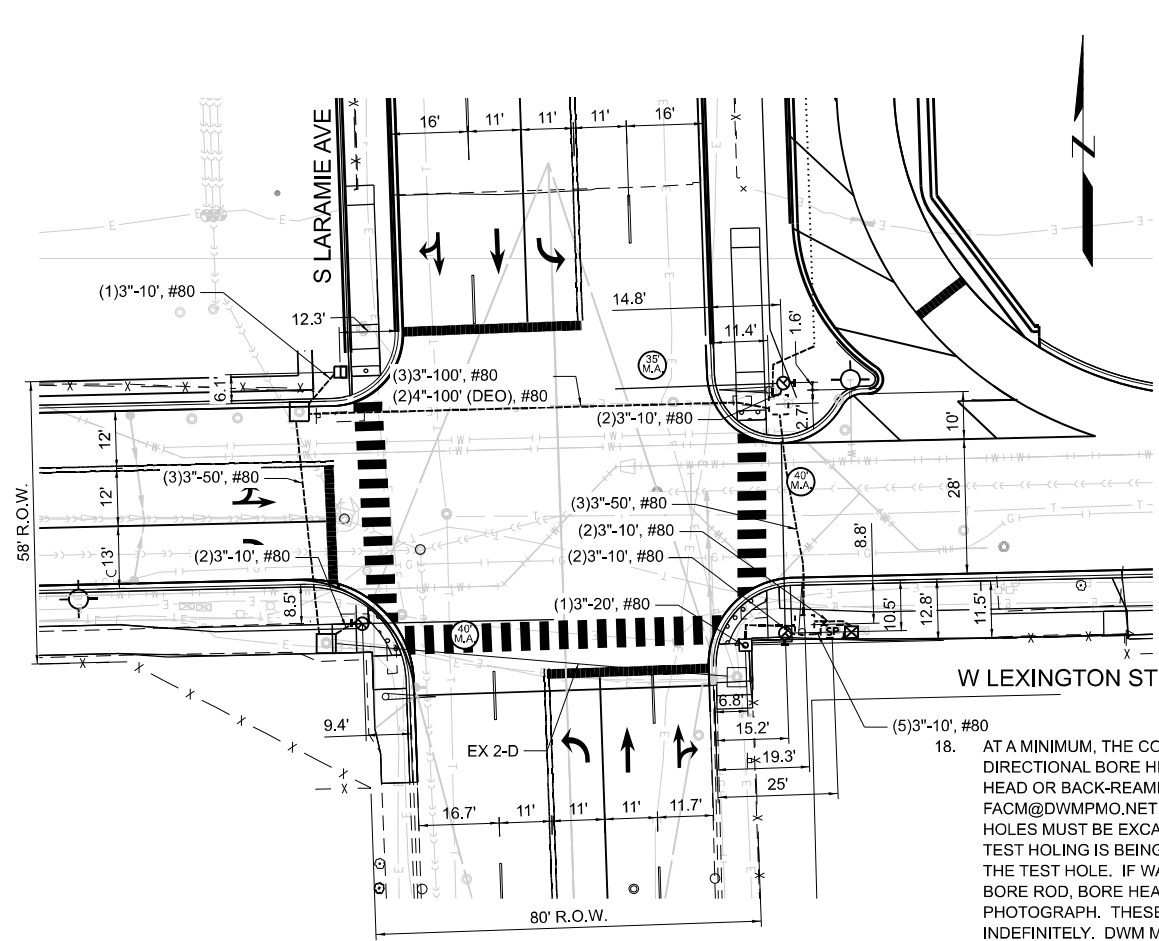 16'
11'
11'
11'
16'
S LARAMIE AVE
N
(1)3"-10', #80
12.3'
14.8'
11.4'
1.6'
35'
M.A.
(3)3"-100', #80
(2)4"-100' (DEO), #80
6.1
(2)3"-10', #80
2.7'
10'
12'
(3)3"-50', #80
40'
M.A.
28'
12'
(3)3"-50', #80
58' R.O.W.
(2)3"-10', #80
8.8'
(2)3"-10', #80
(2)3"-10', #80
13'
8.5'
(1)3"-20', #80
10.5'
12.8'
11.5'
40'
M.A.
SP
W LEXINGTON ST
6.8'
9.4'
15.2'
(5)3"-10', #80
EX 2-D
19.3'
25'
16.7'
11'
11'
11'
11.7'
80' R.O.W.
18. AT A MINIMUM, THE CO
DIRECTIONAL BORE H
HEAD OR BACK-REAM
FACM@DWMPMO.NET
HOLES MUST BE EXCA
TEST HOLING IS BEING
THE TEST HOLE. IF WA
BORE ROD, BORE HEA
PHOTOGRAPH. THESE
INDEFINITELY. DWM M